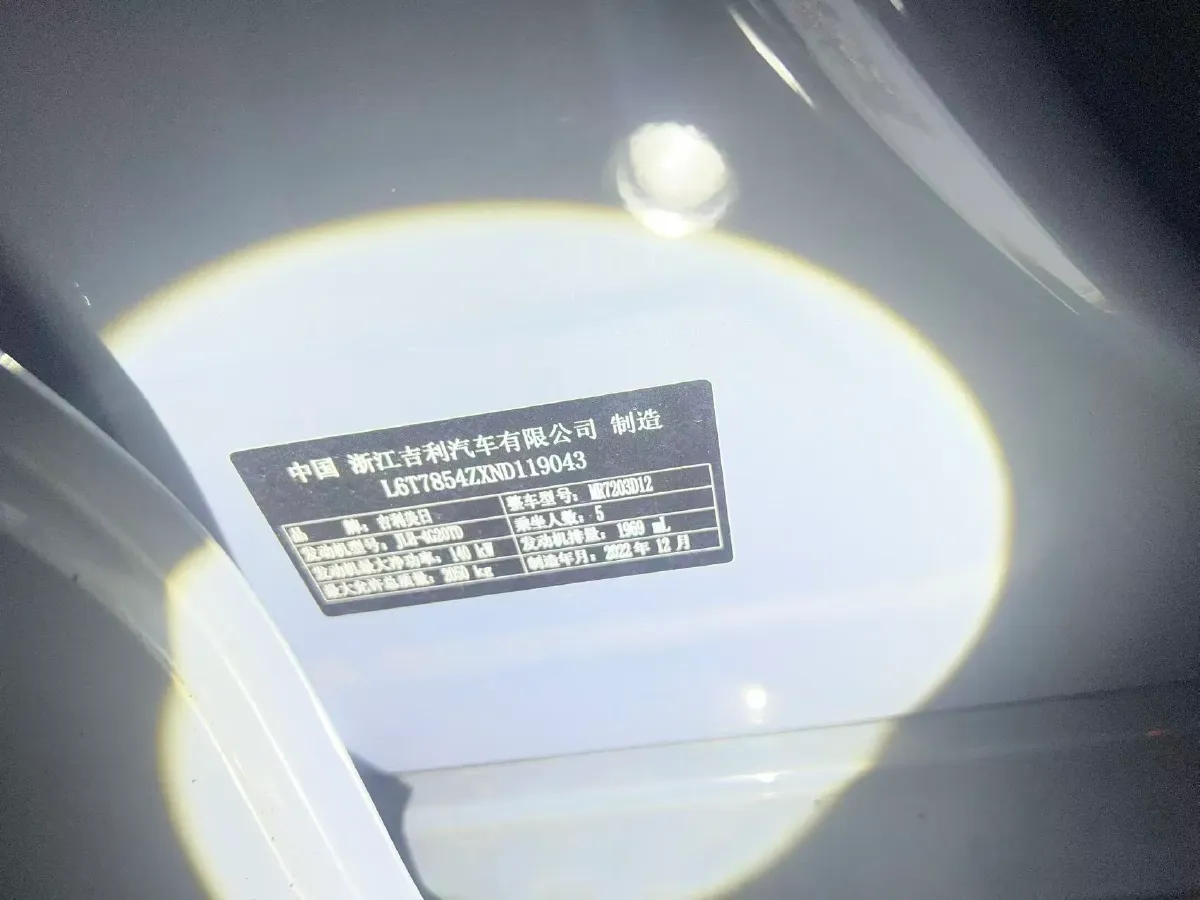 中国 浙江吉利汽车有限公司 制造
L6T7854ZXND119043
品 牌：吉利美日 整车型号：MR7203D12
发动机型号：JLH-4G20TD 乘坐人数：5
发动机最大净功率：140 kW 发动机排量：1969 mL
最大允许总质量：2050 kg 制造年月：2022 年 12 月